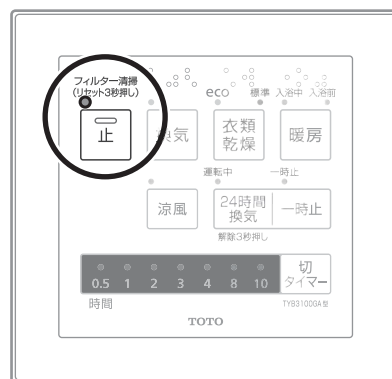 フィルター清掃
(リセット3秒押し)
eco 標準 入浴中 入浴前
止 換気 衣類乾燥 暖房
運転中 一時止
涼風 24時間換気 一時止
解除3秒押し
0.5 1 2 3 4 8 10 切タイマー
時間 TYB3100GA型
TOTO